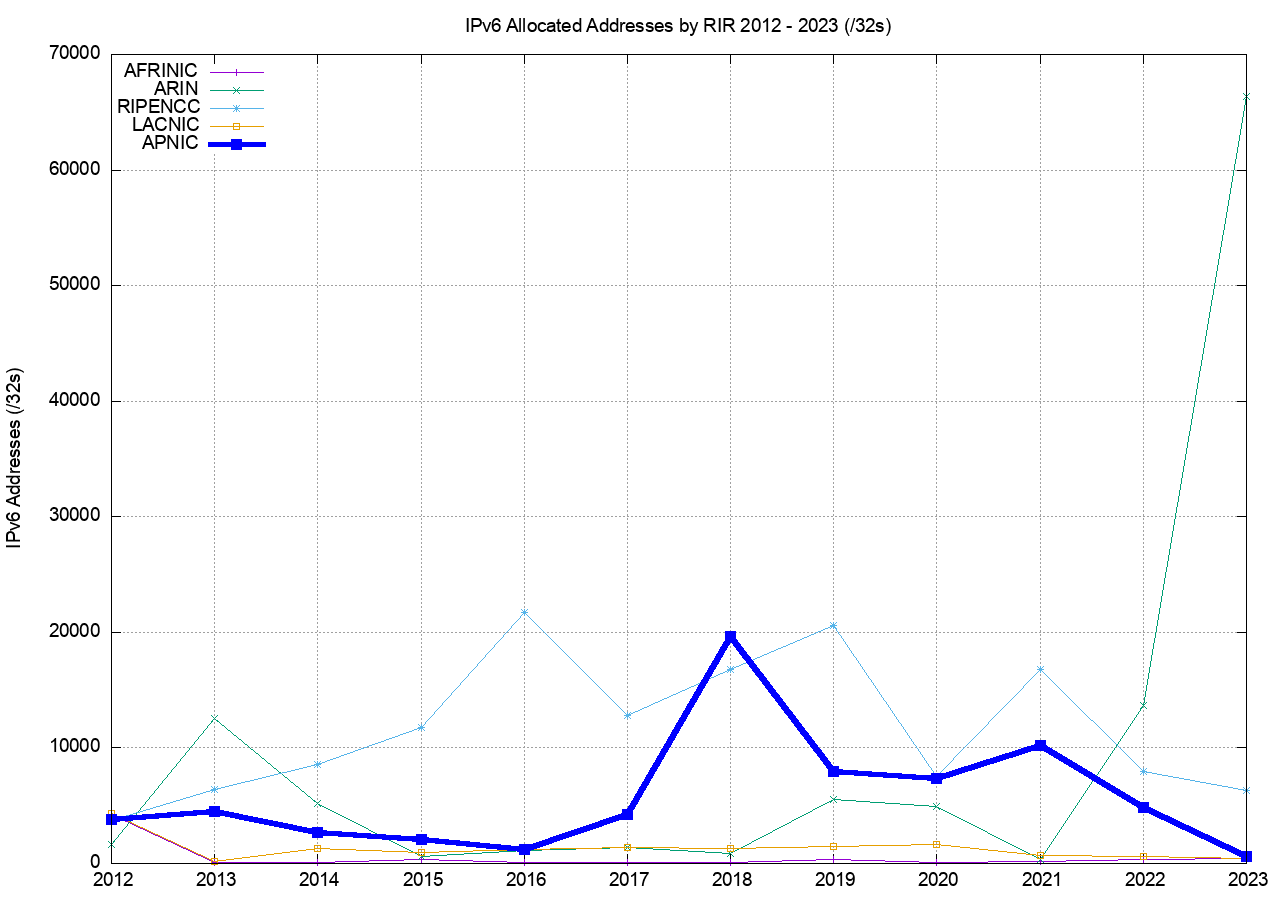 IPv6 Allocated Addresses by RIR 2012 - 2023 (/32s)
70000
60000
50000
40000
30000
20000
10000
0
IPv6 Addresses (/32s)
AFRINIC
ARIN
RIPENCC
LACNIC
APNIC
2012 2013 2014 2015 2016 2017 2018 2019 2020 2021 2022 2023